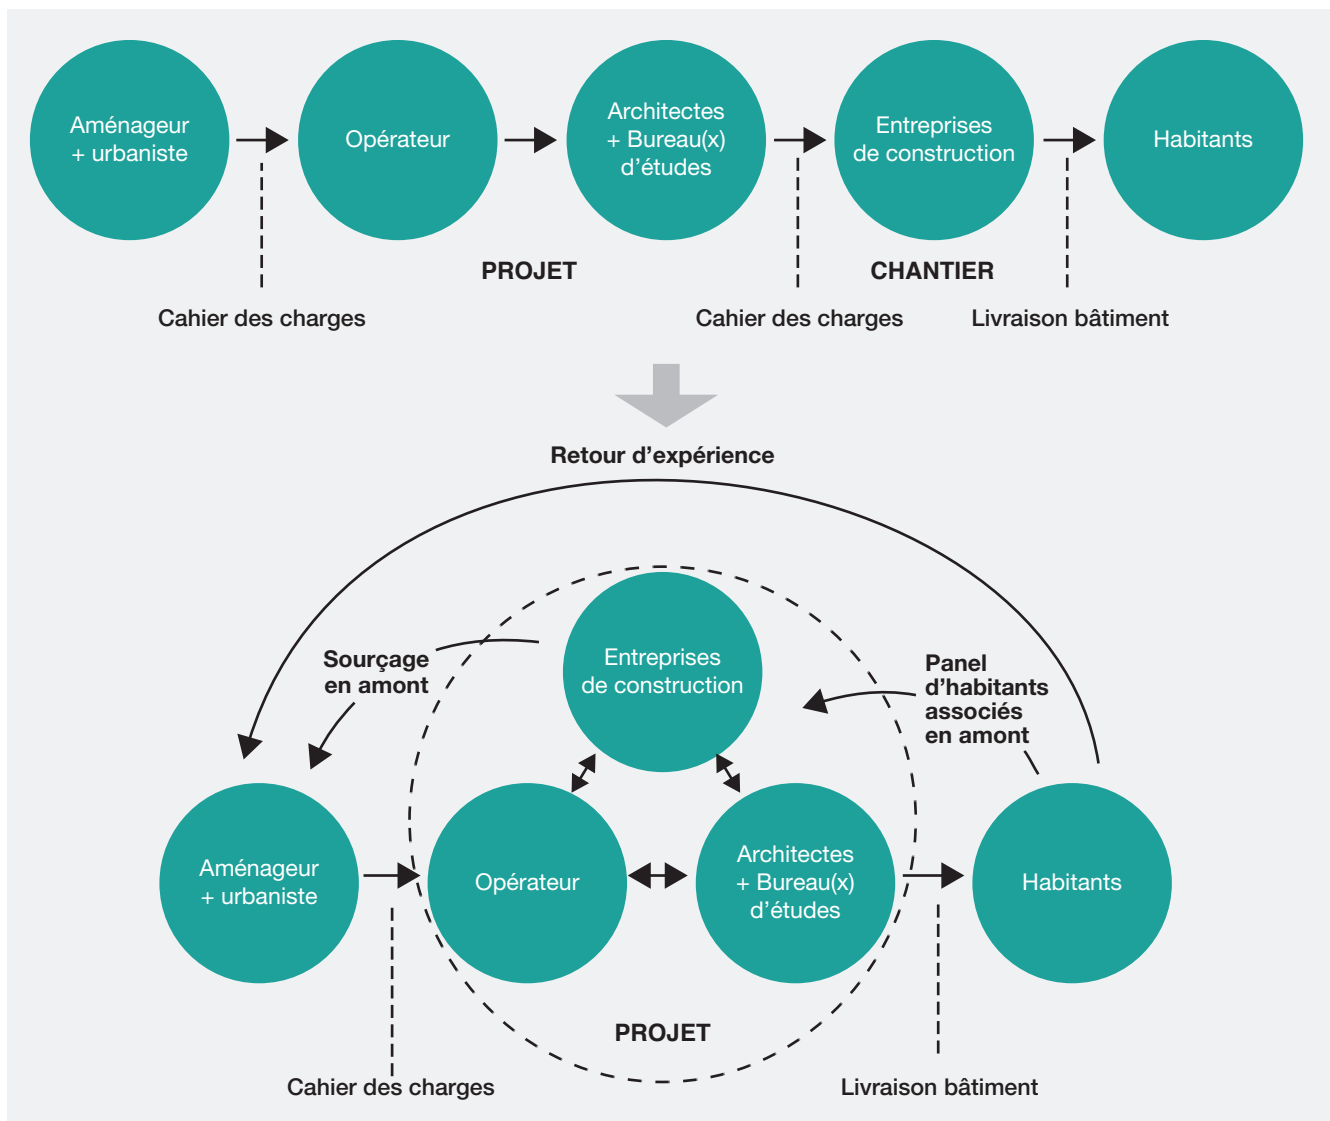 Aménageur
+ urbaniste
Opérateur
Architectes
+ Bureau(x)
d'études
Entreprises
de construction
Habitants
PROJET
CHANTIER
Cahier des charges
Cahier des charges
Livraison bâtiment
Retour d'expérience
Sourçage
en amont
Entreprises
de construction
Panel
d'habitants
associés
en amont
Aménageur
+ urbaniste
Opérateur
Architectes
+ Bureau(x)
d'études
Habitants
PROJET
Cahier des charges
Livraison bâtiment